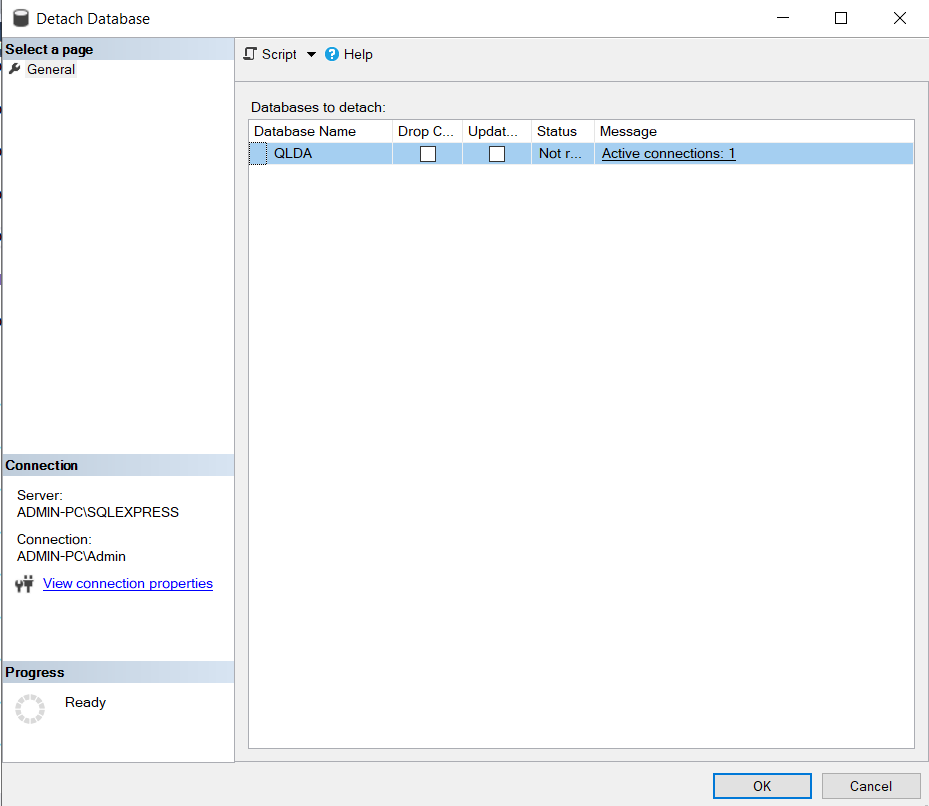 Detach Database
Select a page
General
Script
Help
Databases to detach:
Database Name Drop C... Updat... Status Message
QLDA Not r... Active connections: 1
Connection
Server:
ADMIN-PC\SQLEXPRESS
Connection:
ADMIN-PC\Admin
View connection properties
Progress
Ready
OK Cancel